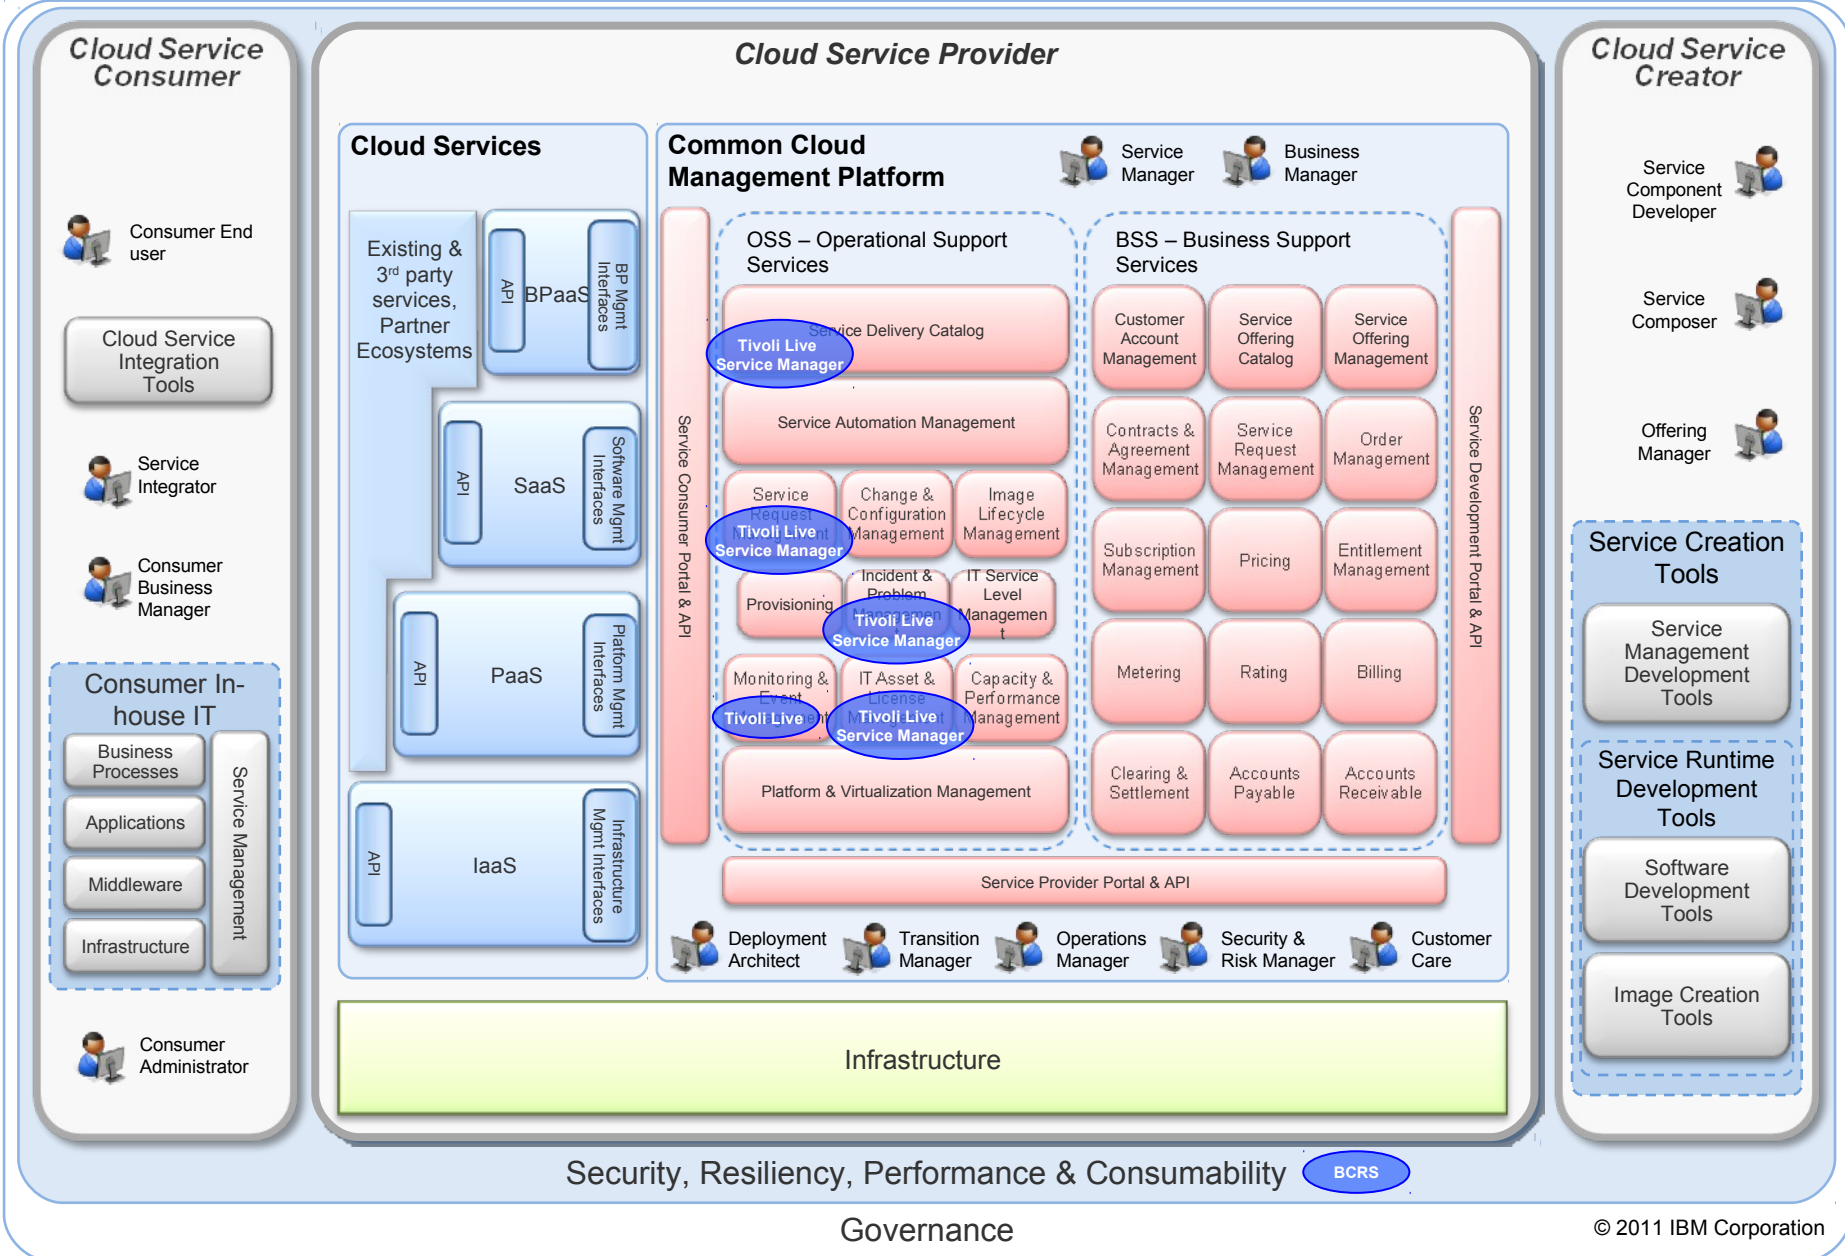 Cloud Service
Consumer
Consumer End
user
Cloud Service
Integration
Tools
Service
Integrator
Consumer
Business
Manager
Consumer In-
house IT
Business
Processes
Applications
Middleware
Infrastructure
Service Management
Consumer
Administrator
Cloud Service Provider
Cloud Services
Existing &
3rd party
services,
Partner
Ecosystems
API
BPaaS
BP Mgmt
Interfaces
API
SaaS
Software Mgmt
Interfaces
API
PaaS
Platform Mgmt
Interfaces
API
IaaS
Infrastructure
Mgmt Interfaces
Common Cloud
Management Platform
Service
Manager
Business
Manager
Service Consumer Portal & API
OSS – Operational Support
Services
Service Delivery Catalog
Tivoli Live
Service Manager
Service Automation Management
Service
Request
Management
Tivoli Live
Service Manager
Change &
Configuration
Management
Image
Lifecycle
Management
Provisioning
Incident &
Problem
Managemen
t
Tivoli Live
Service Manager
IT Service
Level
Managemen
t
Monitoring &
Event
Management
Tivoli Live
IT Asset &
License
Management
Tivoli Live
Service Manager
Capacity &
Performance
Management
Platform & Virtualization Management
BSS – Business Support
Services
Customer
Account
Management
Service
Offering
Catalog
Service
Offering
Management
Contracts &
Agreement
Management
Service
Request
Management
Order
Management
Subscription
Management
Pricing
Entitlement
Management
Metering
Rating
Billing
Clearing &
Settlement
Accounts
Payable
Accounts
Receivable
Service Development Portal & API
Service Provider Portal & API
Deployment
Architect
Transition
Manager
Operations
Manager
Security &
Risk Manager
Customer
Care
Infrastructure
Cloud Service
Creator
Service
Component
Developer
Service
Composer
Offering
Manager
Service Creation
Tools
Service
Management
Development
Tools
Service Runtime
Development
Tools
Software
Development
Tools
Image Creation
Tools
Security, Resiliency, Performance & Consumability
BCRS
Governance
© 2011 IBM Corporation